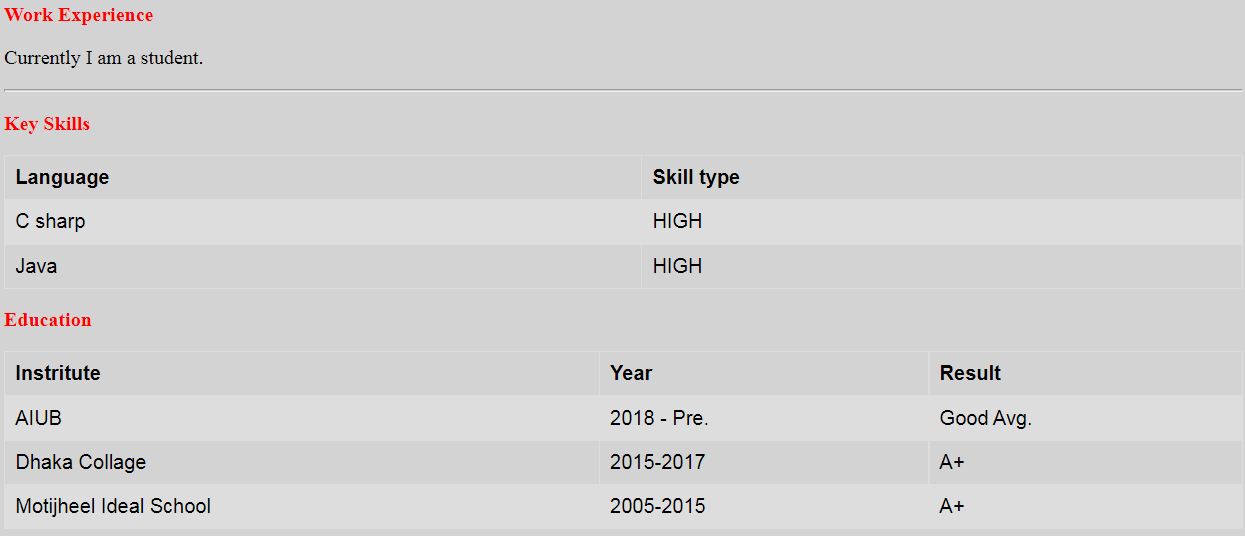 Work Experience
Currently I am a student.
Key Skills
Language Skill type
C sharp HIGH
Java HIGH
Education
Instritute Year Result
AIUB 2018 - Pre. Good Avg.
Dhaka Collage 2015-2017 A+
Motijheel Ideal School 2005-2015 A+